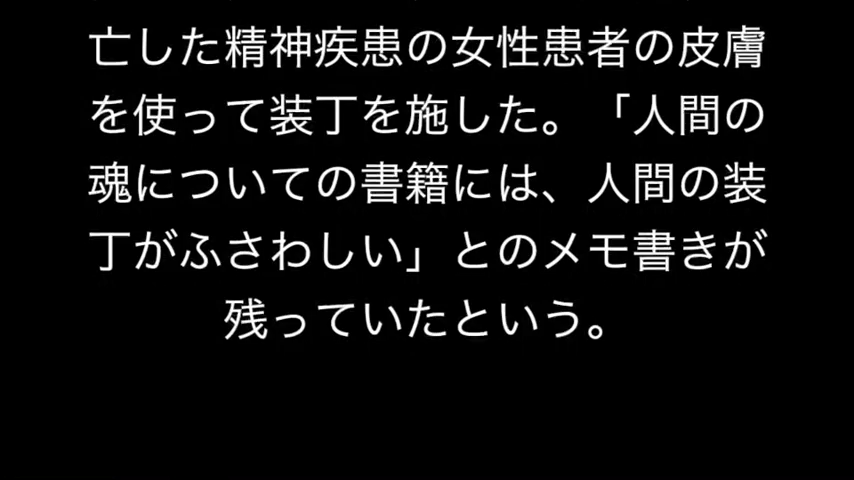 亡した精神疾患の女性患者の皮膚
を使って装丁を施した。「人間の
魂についての書籍には、人間の装
丁がふさわしい」とのメモ書きが
残っていたという。